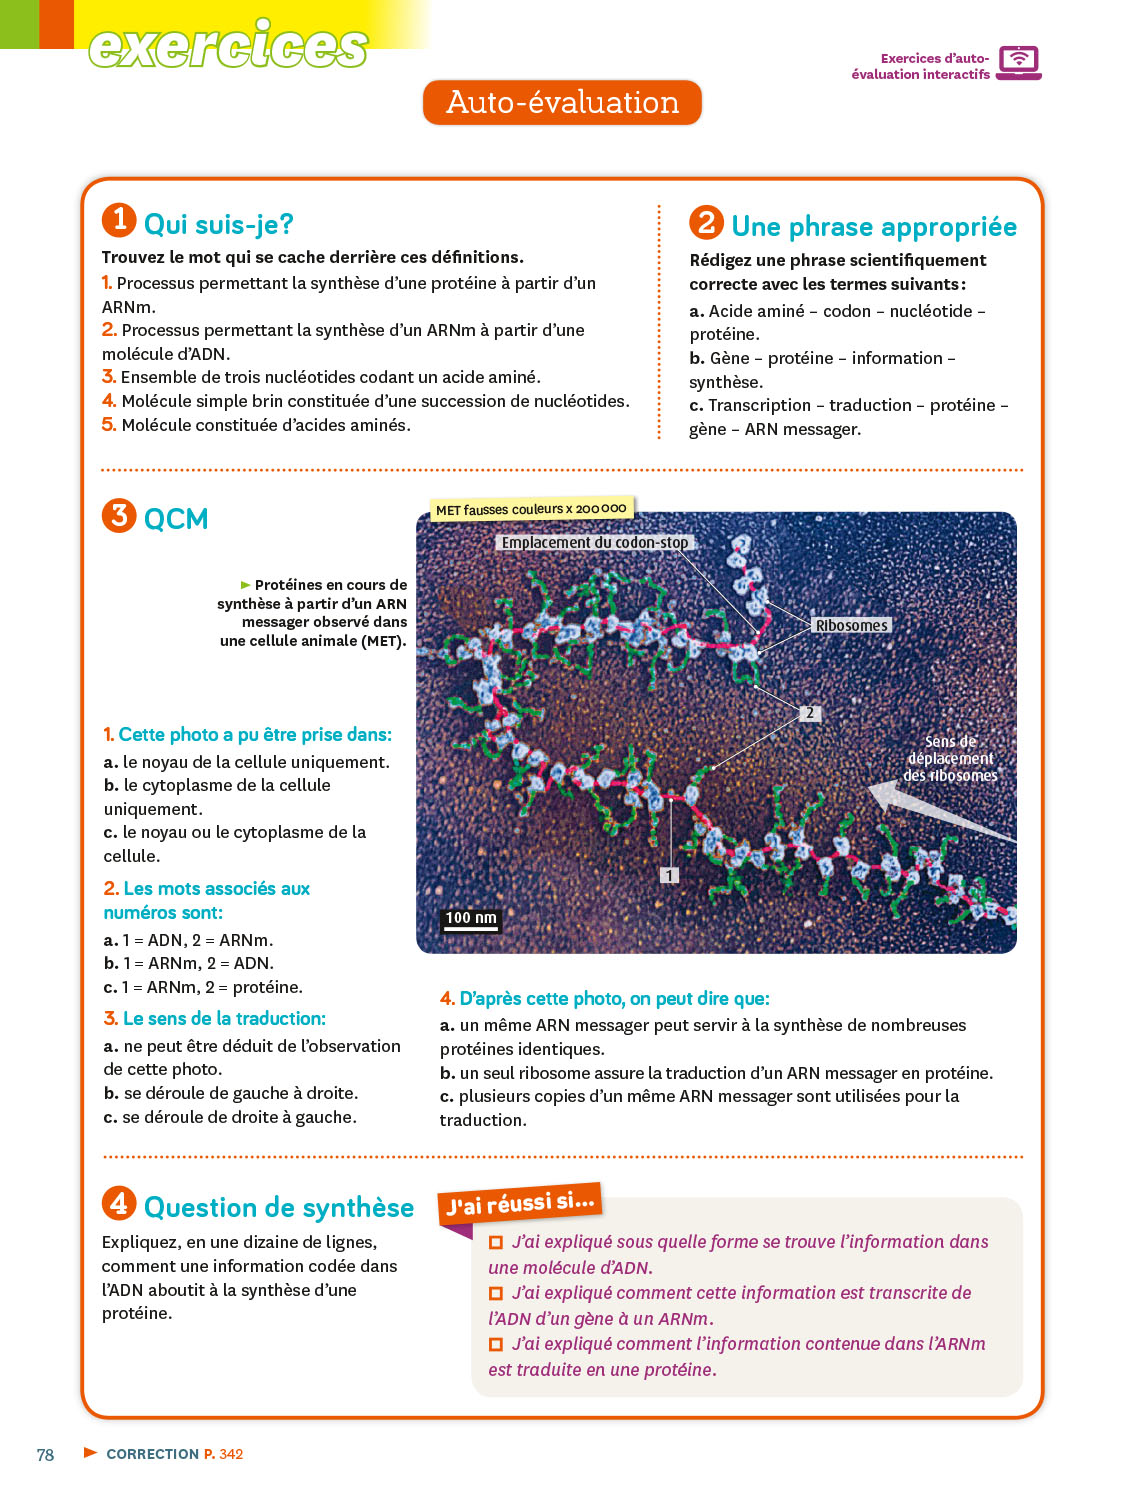 exercices
Exercices d'auto-
évaluation interactifs
Auto-évaluation
1 Qui suis-je?
Trouvez le mot qui se cache derrière ces définitions.
1. Processus permettant la synthèse d'une protéine à partir d'un
ARNm.
2. Processus permettant la synthèse d'un ARNm à partir d'une
molécule d'ADN.
3. Ensemble de trois nucléotides codant un acide aminé.
4. Molécule simple brin constituée d'une succession de nucléotides.
5. Molécule constituée d'acides aminés.
2 Une phrase appropriée
Rédigez une phrase scientifiquement
correcte avec les termes suivants :
a. Acide aminé – codon – nucléotide –
protéine.
b. Gène – protéine – information –
synthèse.
c. Transcription – traduction – protéine –
gène – ARN messager.
3 QCM
► Protéines en cours de
synthèse à partir d'un ARN
messager observé dans
une cellule animale (MET).
MET fausses couleurs x 200 000
Emplacement du codon-stop
Ribosomes
2
Sens de
déplacement
des ribosomes
1
100 nm
1. Cette photo a pu être prise dans:
a. le noyau de la cellule uniquement.
b. le cytoplasme de la cellule
uniquement.
c. le noyau ou le cytoplasme de la
cellule.
2. Les mots associés aux
numéros sont:
a. 1 = ADN, 2 = ARNm.
b. 1 = ARNm, 2 = ADN.
c. 1 = ARNm, 2 = protéine.
3. Le sens de la traduction:
a. ne peut être déduit de l'observation
de cette photo.
b. se déroule de gauche à droite.
c. se déroule de droite à gauche.
4. D'après cette photo, on peut dire que:
a. un même ARN messager peut servir à la synthèse de nombreuses
protéines identiques.
b. un seul ribosome assure la traduction d'un ARN messager en protéine.
c. plusieurs copies d'un même ARN messager sont utilisées pour la
traduction.
4 Question de synthèse
Expliquez, en une dizaine de lignes,
comment une information codée dans
l'ADN aboutit à la synthèse d'une
protéine.
J'ai réussi si...
☐ J'ai expliqué sous quelle forme se trouve l'information dans
une molécule d'ADN.
☐ J'ai expliqué comment cette information est transcrite de
l'ADN d'un gène à un ARNm.
☐ J'ai expliqué comment l'information contenue dans l'ARNm
est traduite en une protéine.
78 ► CORRECTION P. 342